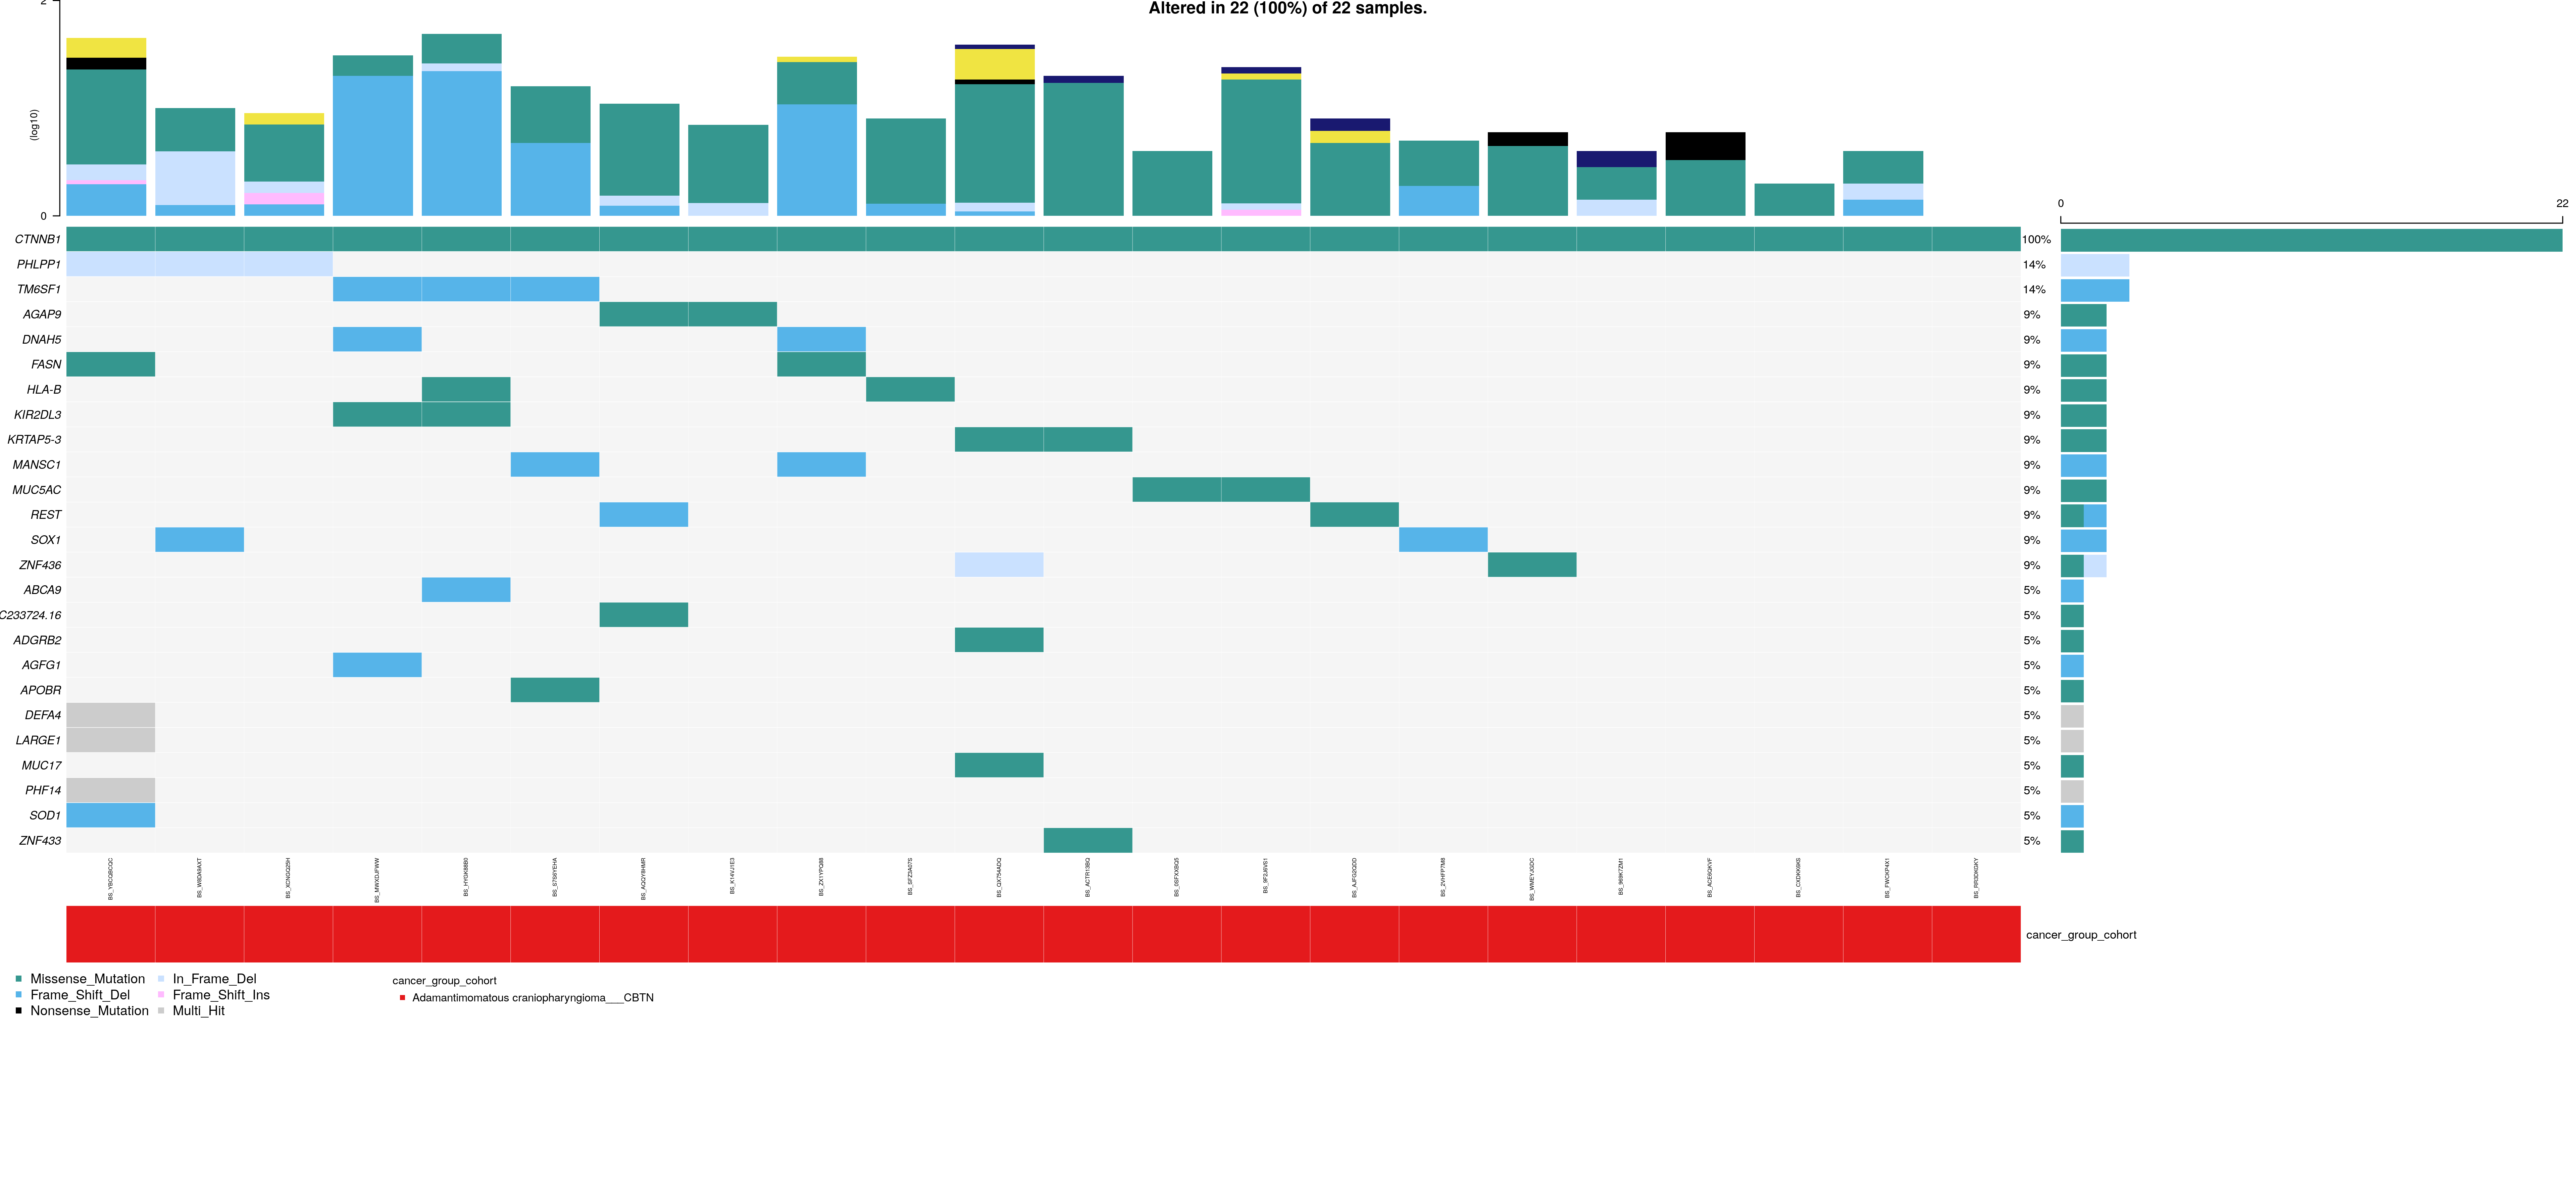 Altered in 22 (100%) of 22 samples.
2
(log10)
0
0 22
CTNNB1 100%
PHLPP1 14%
TM6SF1 14%
AGAP9 9%
DNAH5 9%
FASN 9%
HLA-B 9%
KIR2DL3 9%
KRTAP5-3 9%
MANSC1 9%
MUC5AC 9%
REST 9%
SOX1 9%
ZNF436 9%
ABCA9 5%
C233724.16 5%
ADGRB2 5%
AGFG1 5%
APOBR 5%
DEFA4 5%
LARGE1 5%
MUC17 5%
PHF14 5%
SOD1 5%
ZNF433 5%
cancer_group_cohort
Missense_Mutation In_Frame_Del
Frame_Shift_Del Frame_Shift_Ins
Nonsense_Mutation Multi_Hit
cancer_group_cohort
Adamantimomatous craniopharyngioma___CBTN